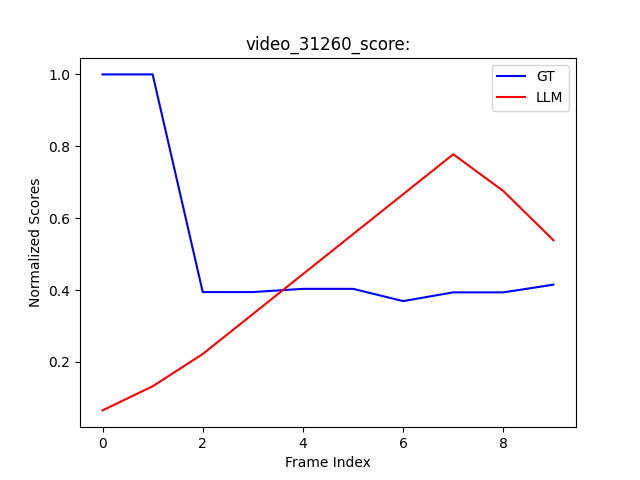 video_31260_score:
GT
LLM
1.0
0.8
0.6
0.4
0.2
Normalized Scores
0 2 4 6 8
Frame Index